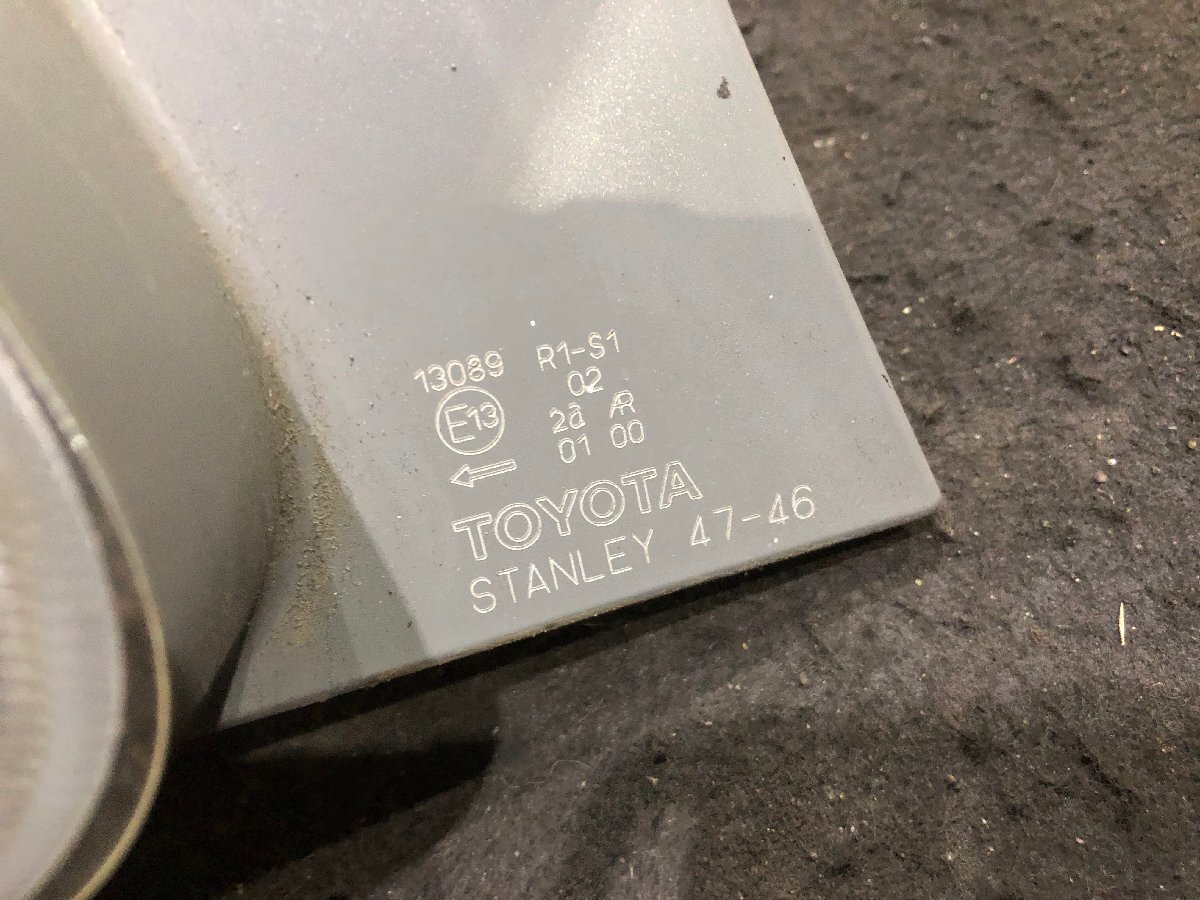 13089 R1-S1
02
E13 2a AR
01 00
TOYOTA
STANLEY 47-46